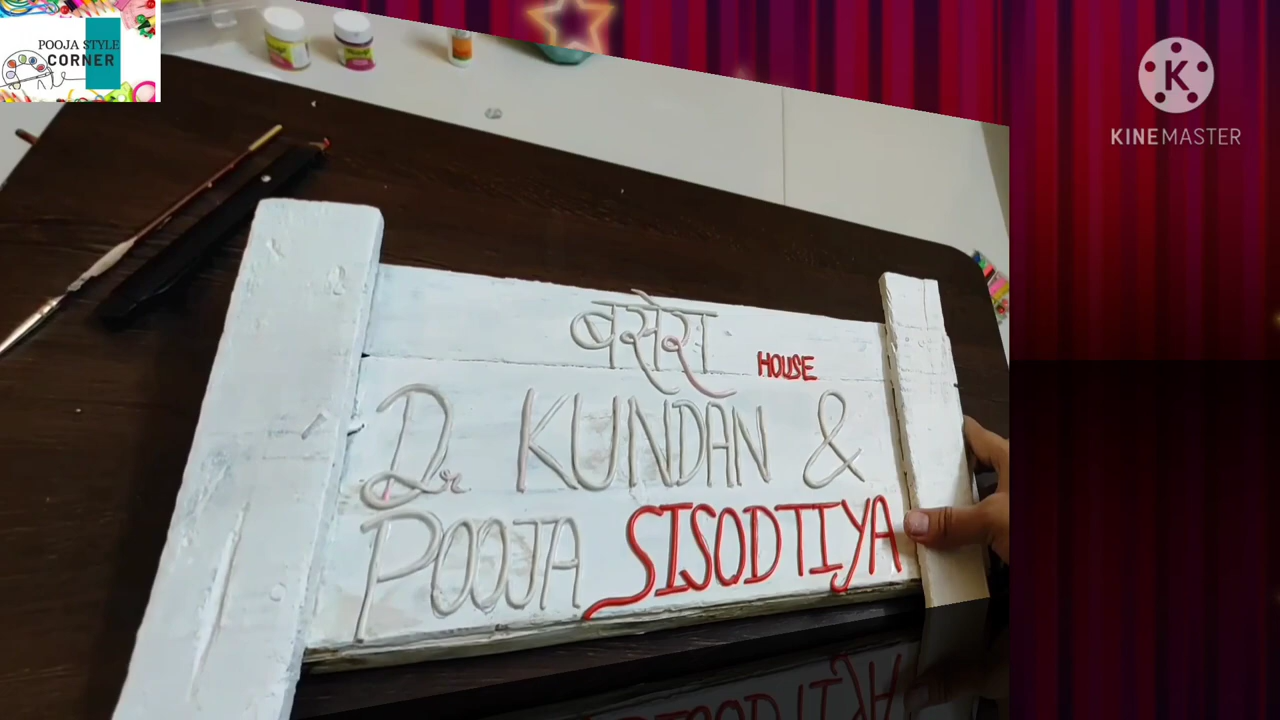 POOJA STYLE
CORNER
KINEMASTER
बसेरा HOUSE
Dr KUNDAN &
POOJA SISODTIYA